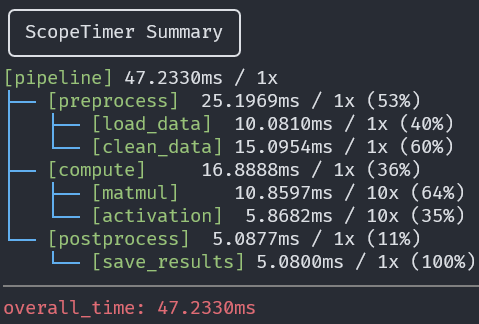 ScopeTimer Summary
[pipeline] 47.2330ms / 1x
[preprocess]  25.1969ms / 1x (53%)
[load_data]  10.0810ms / 1x (40%)
[clean_data] 15.0954ms / 1x (60%)
[compute]     16.8888ms / 1x (36%)
[matmul]     10.8597ms / 10x (64%)
[activation]  5.8682ms / 10x (35%)
[postprocess]  5.0877ms / 1x (11%)
[save_results] 5.0800ms / 1x (100%)
overall_time: 47.2330ms